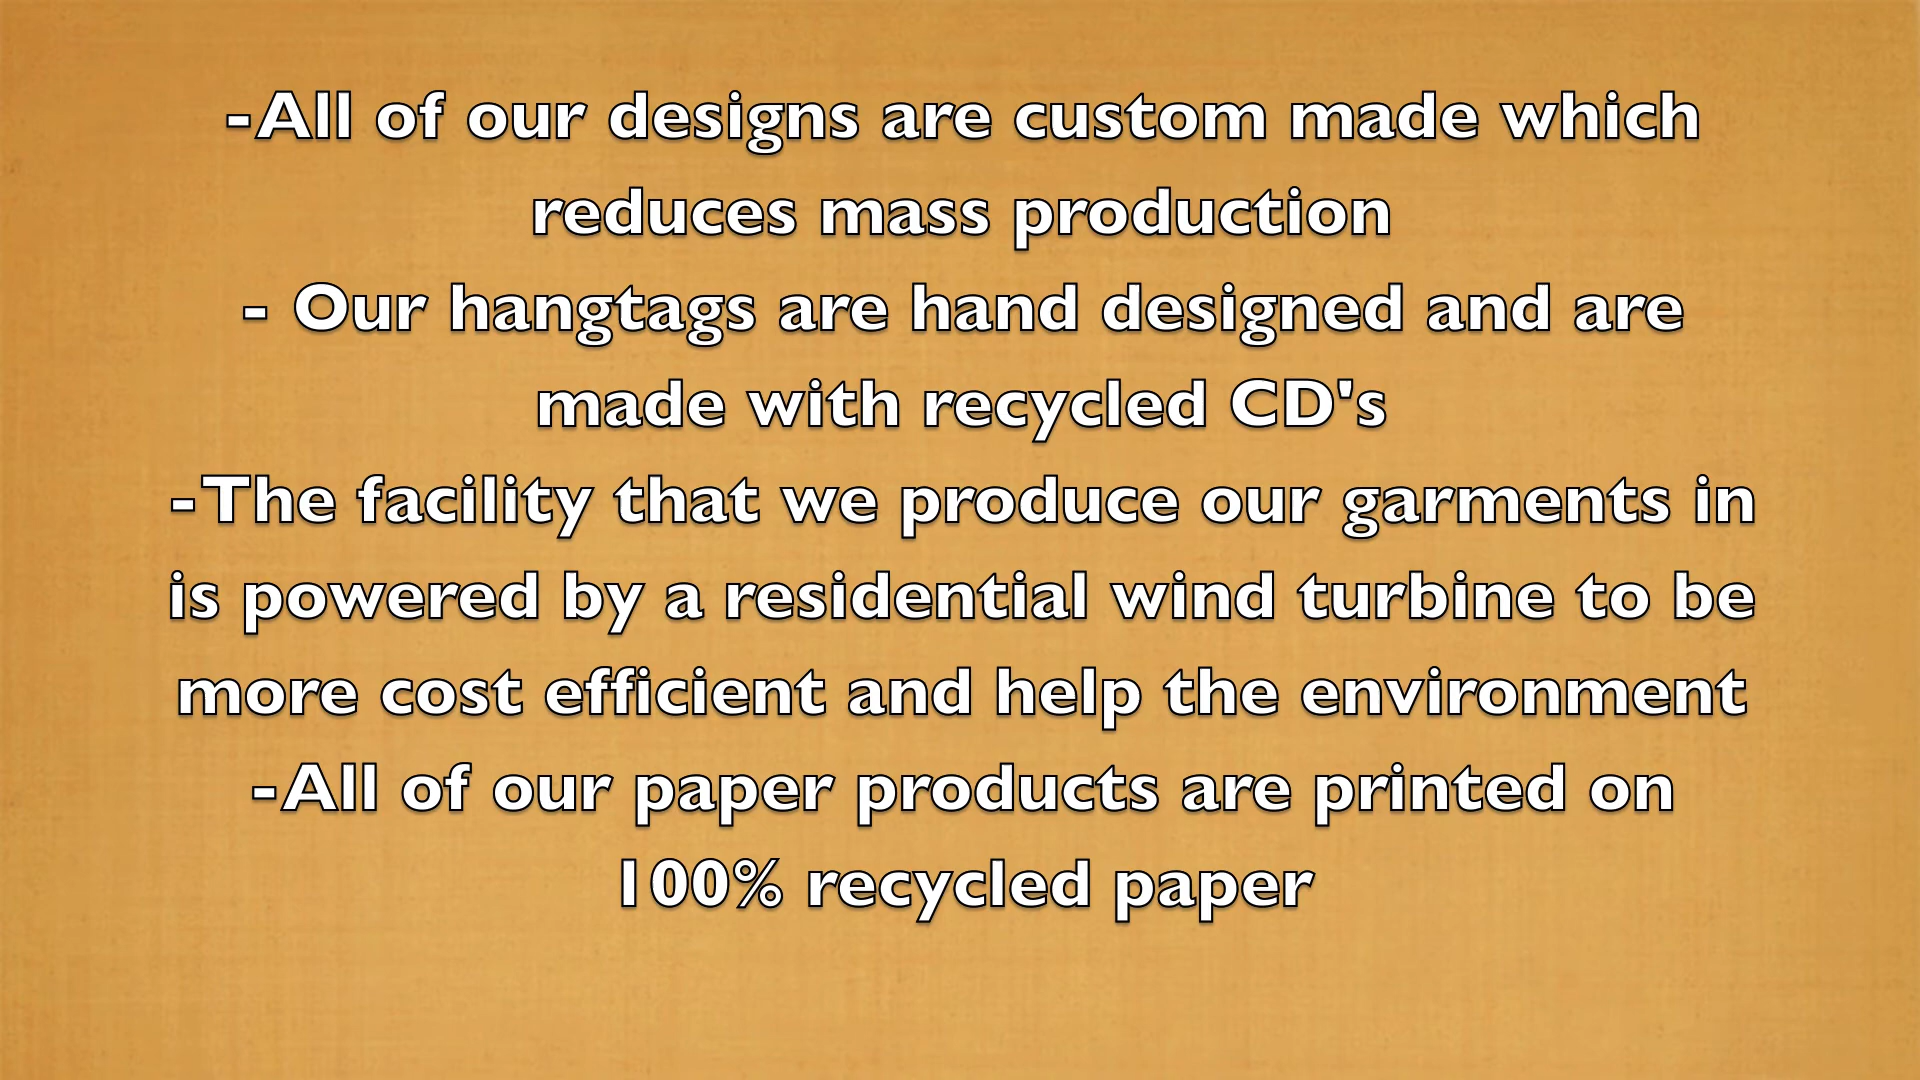 -All of our designs are custom made which
reduces mass production
- Our hangtags are hand designed and are
made with recycled CD's
-The facility that we produce our garments in
is powered by a residential wind turbine to be
more cost efficient and help the environment
-All of our paper products are printed on
100% recycled paper